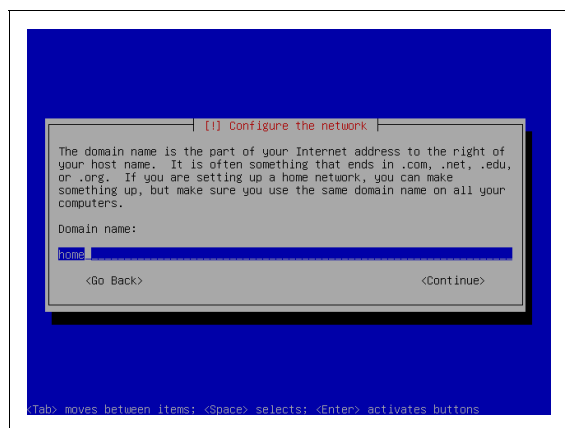 [!] Configure the network
The domain name is the part of your Internet address to the right of
your host name.  It is often something that ends in .com, .net, .edu,
or .org.  If you are setting up a home network, you can make
something up, but make sure you use the same domain name on all your
computers.
Domain name:
home
<Go Back> <Continue>
<Tab> moves between items; <Space> selects; <Enter> activates buttons